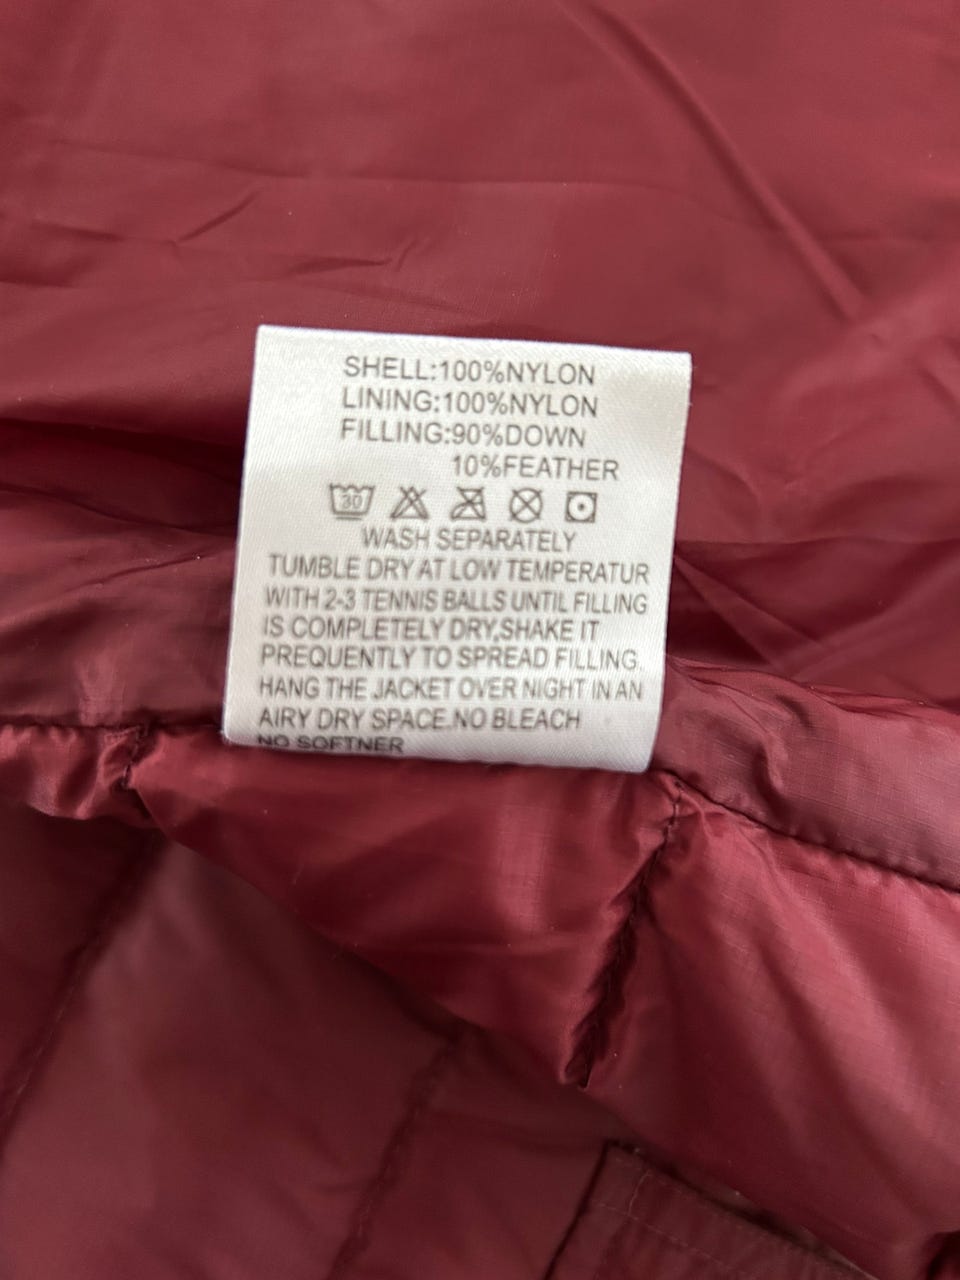 SHELL:100%NYLON
LINING:100%NYLON
FILLING:90%DOWN
10%FEATHER
30
WASH SEPARATELY
TUMBLE DRY AT LOW TEMPERATUR
WITH 2-3 TENNIS BALLS UNTIL FILLING
IS COMPLETELY DRY,SHAKE IT
PREQUENTLY TO SPREAD FILLING.
HANG THE JACKET OVER NIGHT IN AN
AIRY DRY SPACE.NO BLEACH
NO SOFTNER